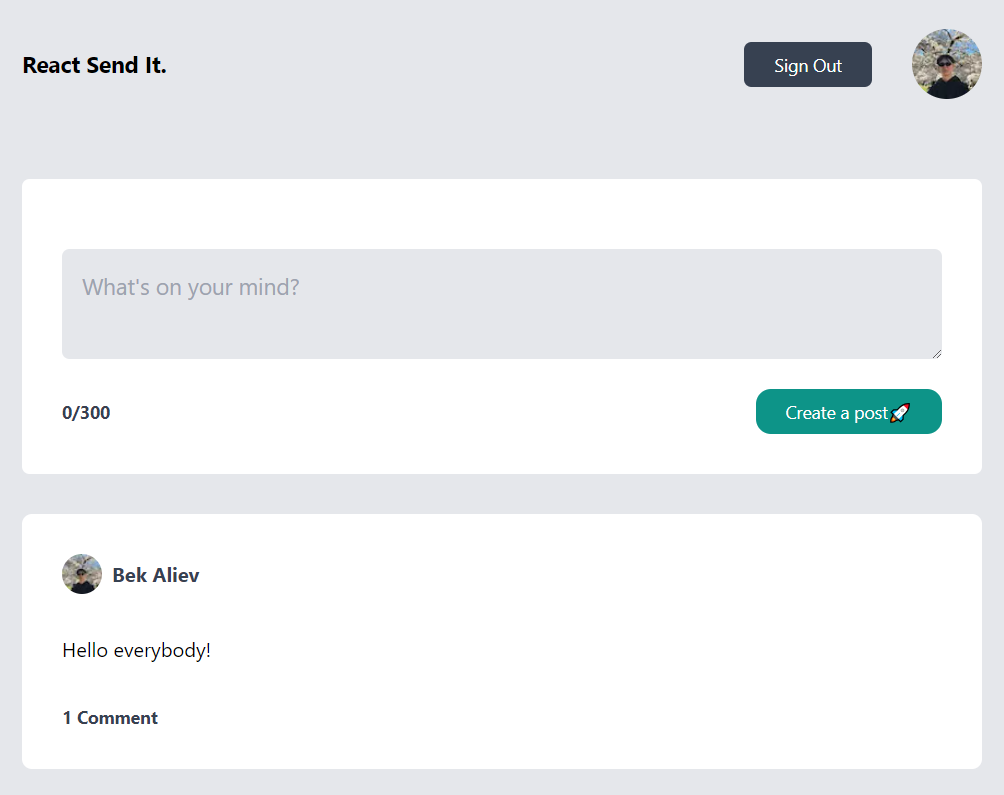 React Send It.
Sign Out
What's on your mind?
0/300
Create a post🚀
Bek Aliev
Hello everybody!
1 Comment